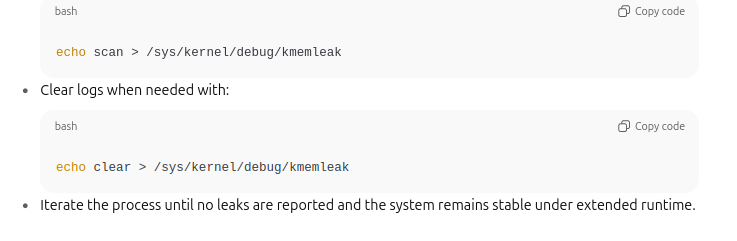 bash
Copy code
echo scan > /sys/kernel/debug/kmemleak
• Clear logs when needed with:
bash
Copy code
echo clear > /sys/kernel/debug/kmemleak
• Iterate the process until no leaks are reported and the system remains stable under extended runtime.